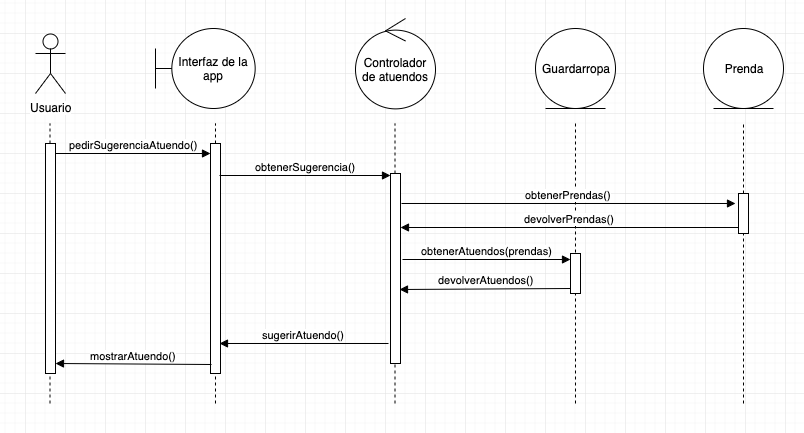 Usuario
Interfaz de la
app
Controlador
de atuendos
Guardarropa
Prenda
pedirSugerenciaAtuendo()
obtenerSugerencia()
obtenerPrendas()
devolverPrendas()
obtenerAtuendos(prendas)
devolverAtuendos()
sugerirAtuendo()
mostrarAtuendo()